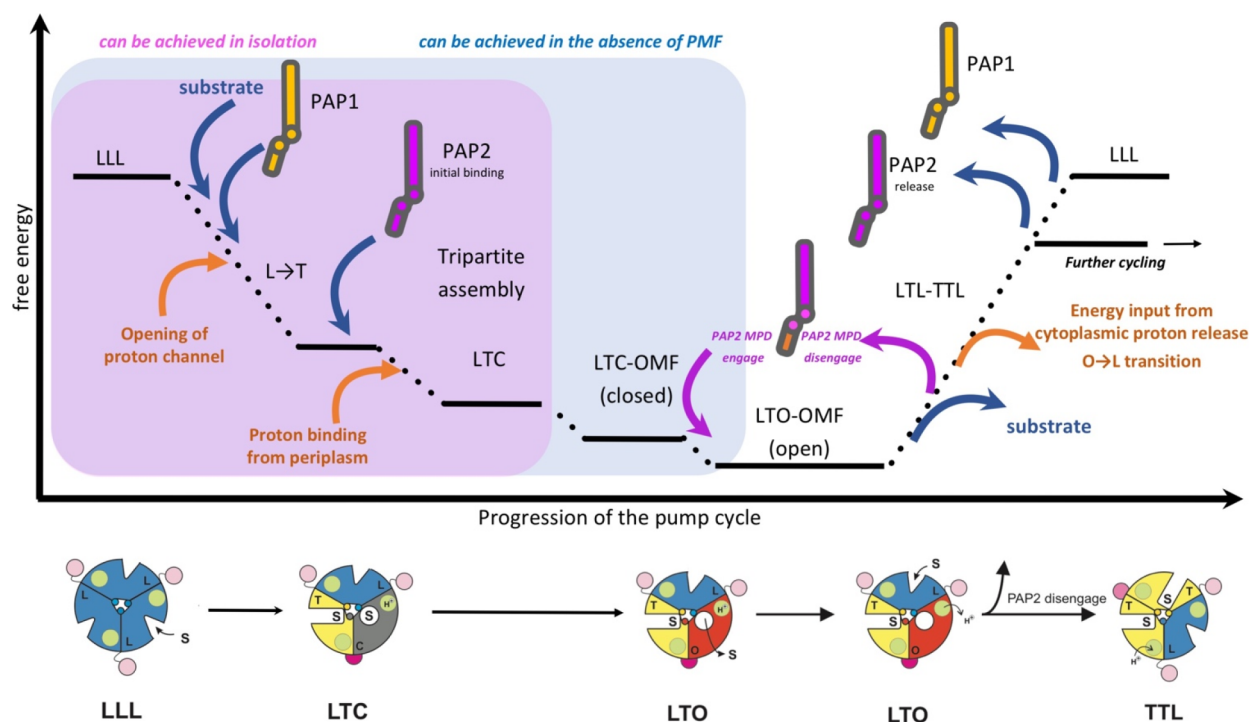 can be achieved in isolation
can be achieved in the absence of PMF
substrate
PAP1
LLL
PAP2
initial binding
L→T
Tripartite
assembly
Opening of
proton channel
LTC
Proton binding
from periplasm
LTC-OMF
(closed)
PAP2 MPD
engage
PAP2 MPD
disengage
LTO-OMF
(open)
PAP1
PAP2
release
LLL
Further cycling
LTL-TTL
Energy input from
cytoplasmic proton release
O→L transition
substrate
free energy
Progression of the pump cycle
L
L
L
S
T
L
S
S
H⁺
C
T
L
S
H⁺
O
S
S
T
L
S
H⁺
O
PAP2 disengage
S
T
T
S
H⁺
L
LLL
LTC
LTO
LTO
TTL